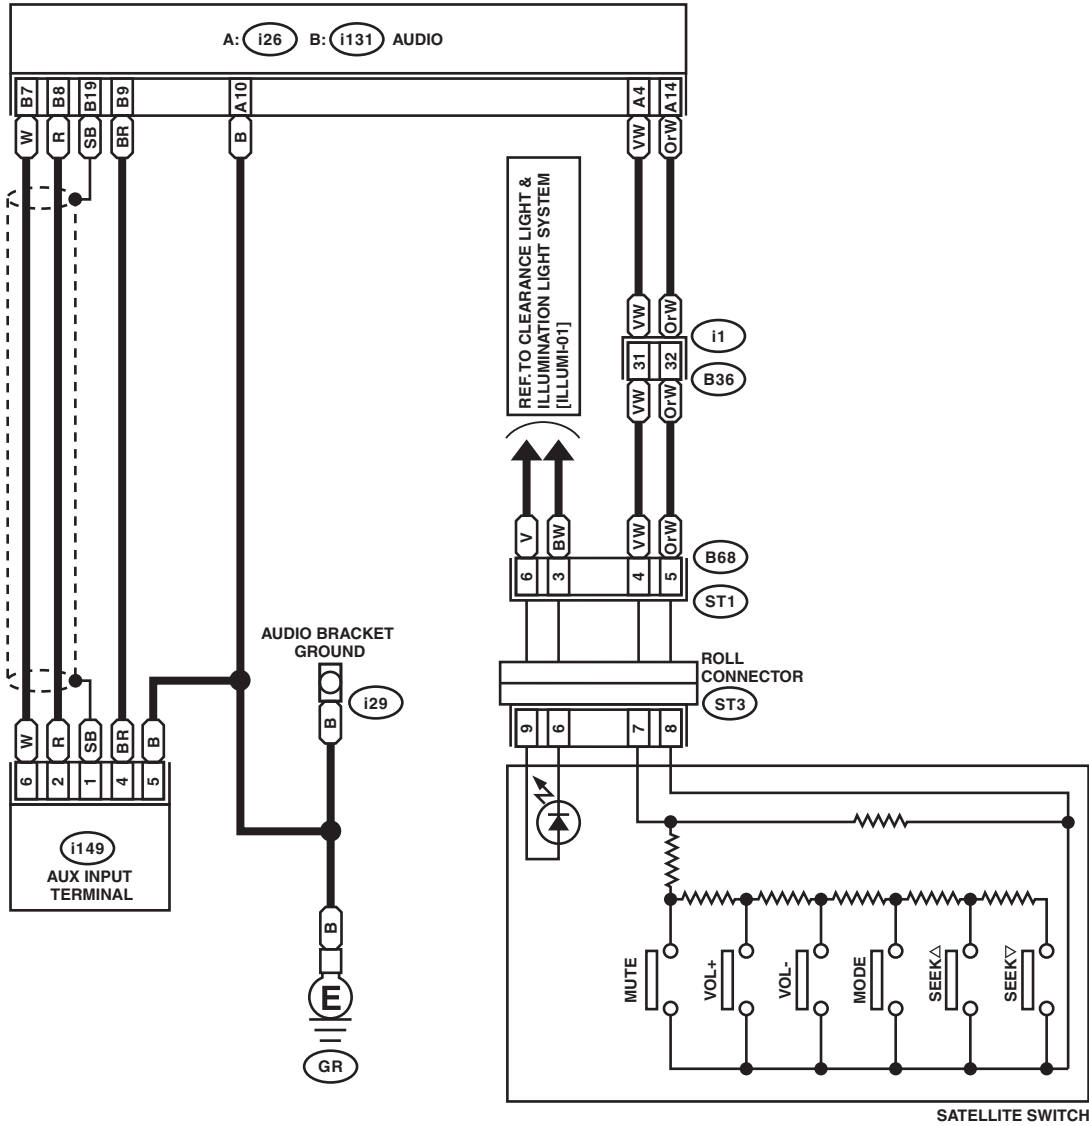 A: i26 B: i131 AUDIO
B7 B8 B19 B9 A10 A4 A14
W R SB BR B VW OrW
REF. TO CLEARANCE LIGHT &
ILLUMINATION LIGHT SYSTEM
[ILLUMI-01]
VW OrW
i1
31 32
B36
VW OrW
V BW VW OrW
B68
6 3 4 5
ST1
AUDIO BRACKET
GROUND
ROLL
CONNECTOR
i29
ST3
W R SB BR B
B
9 6 7 8
6 2 1 4 5
i149
AUX INPUT
TERMINAL
B
MUTE VOL+ VOL- MODE SEEK△ SEEK▽
E
GR
SATELLITE SWITCH